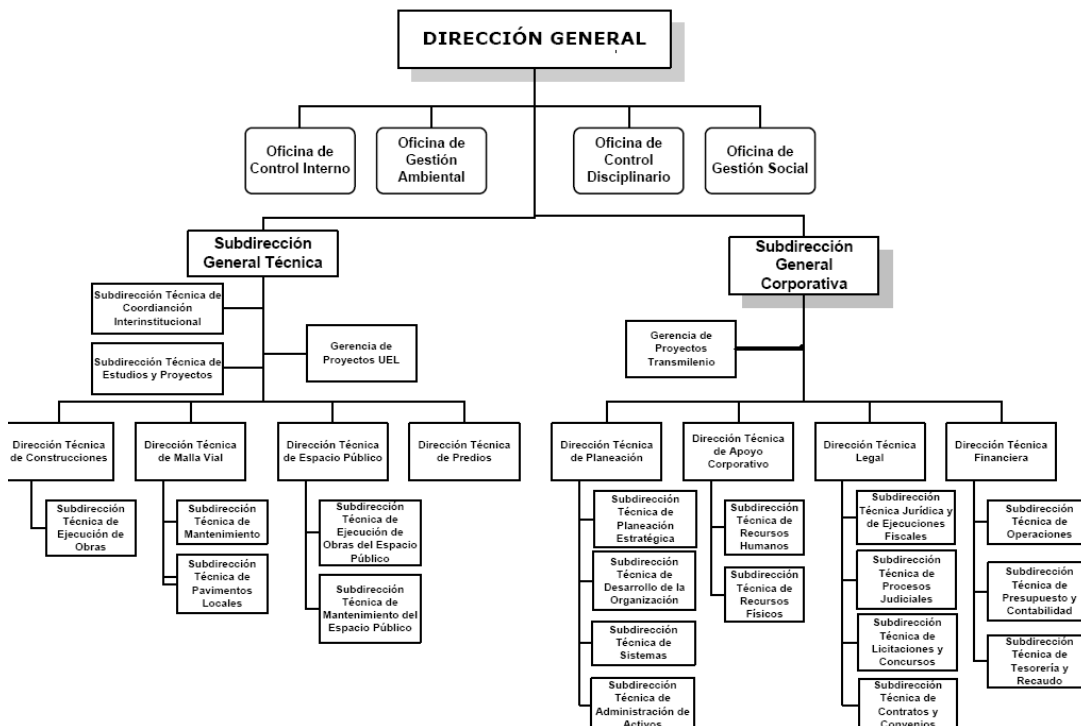 DIRECCIÓN GENERAL
Oficina de
Control Interno
Oficina de
Gestión
Ambiental
Oficina de
Control
Disciplinario
Oficina de
Gestión Social
Subdirección
General Técnica
Subdirección
General
Corporativa
Subdirección Técnica de
Coordianción
Interinstitucional
Gerencia de
Proyectos UEL
Subdirección Técnica de
Estudios y Proyectos
Gerencia de
Proyectos
Transmilenio
Dirección Técnica
de Construcciones
Dirección Técnica
de Malla Vial
Dirección Técnica
de Espacio Público
Dirección Técnica
de Predios
Dirección Técnica
de Planeación
Dirección Técnica
de Apoyo
Corporativo
Dirección Técnica
Legal
Dirección Técnica
Financiera
Subdirección
Técnica de
Ejecución de
Obras
Subdirección
Técnica de
Mantenimiento
Subdirección
Técnica de
Pavimentos
Locales
Subdirección
Técnica de
Ejecución de
Obras del Espacio
Público
Subdirección
Técnica de
Mantenimiento del
Espacio Público
Subdirección
Técnica de
Planeación
Estratégica
Subdirección
Técnica de
Desarrollo de la
Organización
Subdirección
Técnica de
Sistemas
Subdirección
Técnica de
Administración de
Activos
Subdirección
Técnica de
Recursos
Humanos
Subdirección
Técnica de
Recursos
Físicos
Subdirección
Técnica Jurídica y
de Ejecuciones
Fiscales
Subdirección
Técnica de
Procesos
Judiciales
Subdirección
Técnica de
Licitaciones y
Concursos
Subdirección
Técnica de
Contratos y
Convenios
Subdirección
Técnica de
Operaciones
Subdirección
Técnica de
Presupuesto y
Contabilidad
Subdirección
Técnica de
Tesorería y
Recaudo